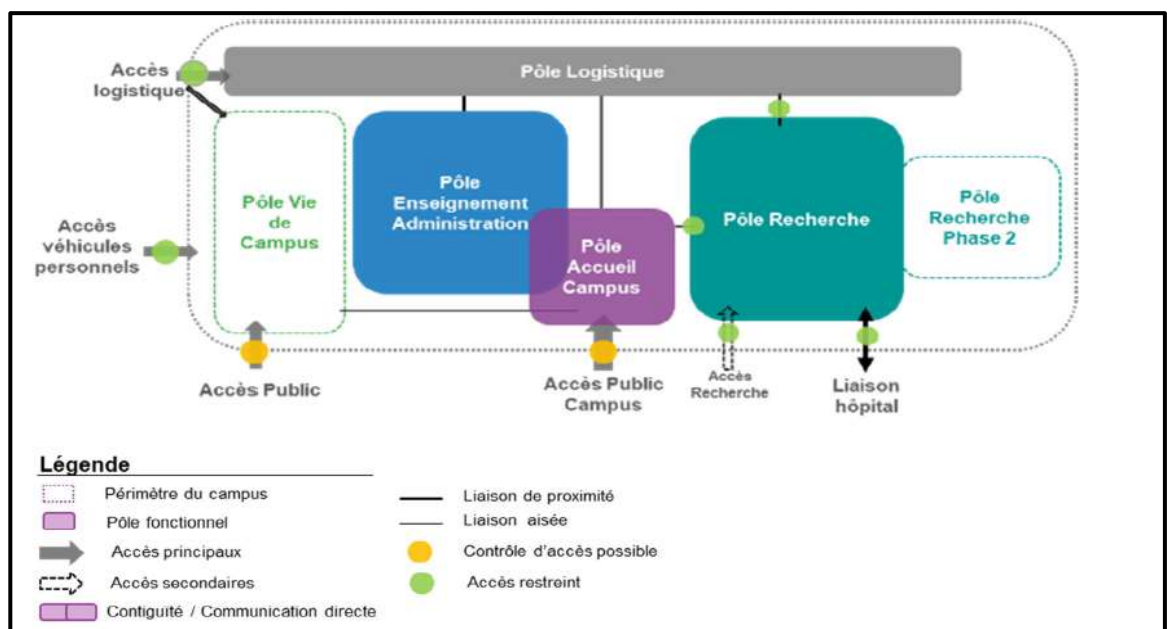 Pôle Logistique
Accès
logistique
Pôle Vie
de
Campus
Pôle
Enseignement
Administration
Pôle
Accueil
Campus
Pôle Recherche
Pôle
Recherche
Phase 2
Accès
véhicules
personnels
Accès Public
Accès Public
Campus
Accès
Recherche
Liaison
hôpital
Légende
Périmètre du campus
Pôle fonctionnel
Accès principaux
Accès secondaires
Contiguïté / Communication directe
Liaison de proximité
Liaison aisée
Contrôle d'accès possible
Accès restreint